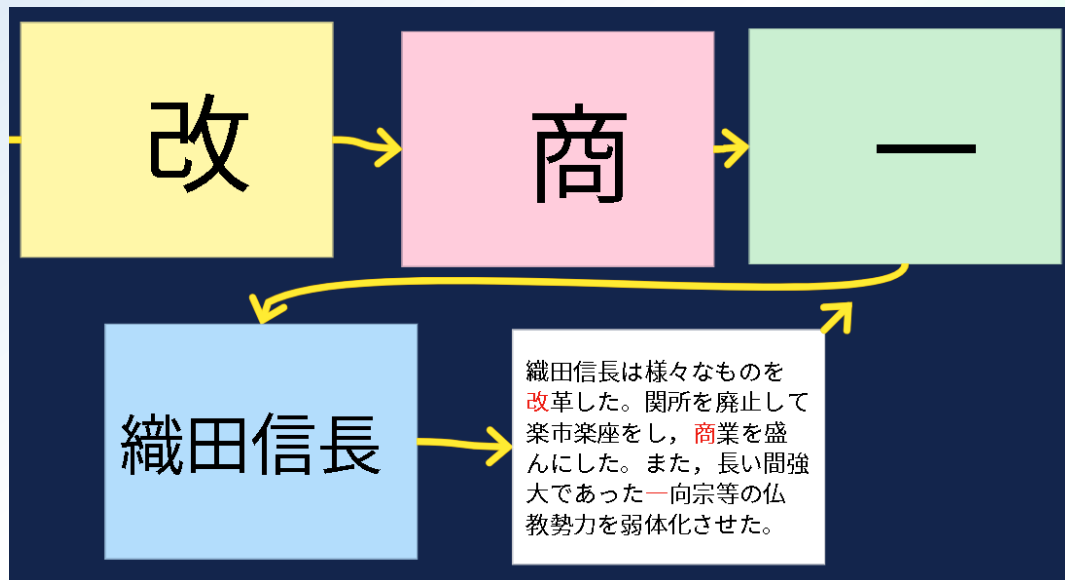 改
商
一
織田信長
織田信長は様々なものを
改革した。関所を廃止して
楽市楽座をし，商業を盛
んにした。また，長い間強
大であった一向宗等の仏
教勢力を弱体化させた。